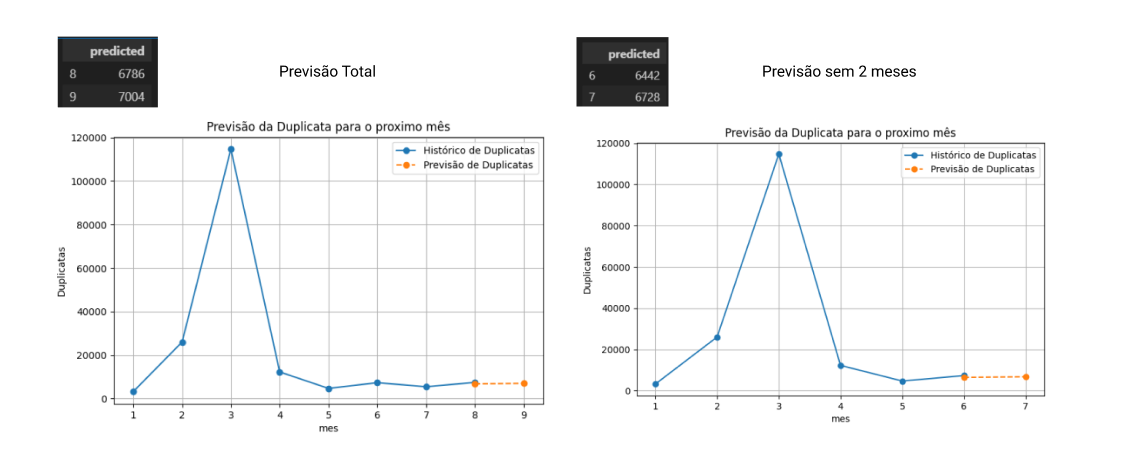 predicted
8 6786
9 7004
Previsão Total
predicted
6 6442
7 6728
Previsão sem 2 meses
Previsão da Duplicata para o proximo mês
Histórico de Duplicatas
Previsão de Duplicatas
120000
100000
80000
60000
40000
20000
0
Duplicatas
1 2 3 4 5 6 7 8 9
mes
Previsão da Duplicata para o proximo mês
Histórico de Duplicatas
Previsão de Duplicatas
120000
100000
80000
60000
40000
20000
0
Duplicatas
1 2 3 4 5 6 7
mes